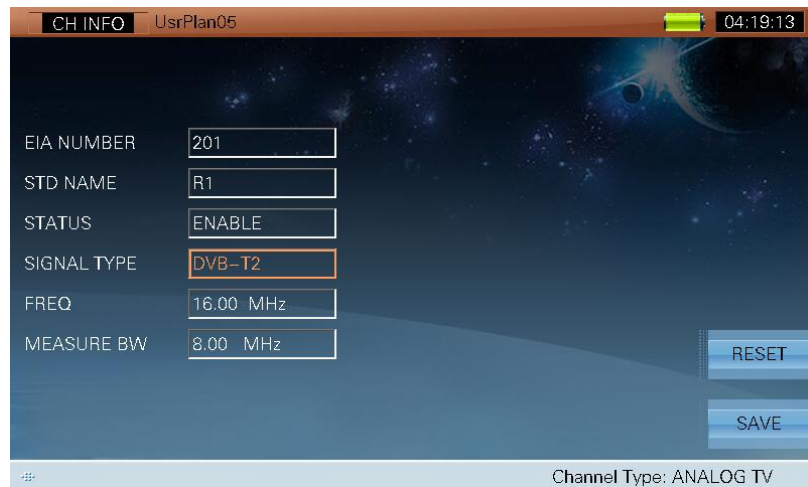 CH INFO UsrPlan05 04:19:13
EIA NUMBER 201
STD NAME R1
STATUS ENABLE
SIGNAL TYPE DVB-T2
FREQ 16.00 MHz
MEASURE BW 8.00 MHz
RESET
SAVE
Channel Type: ANALOG TV